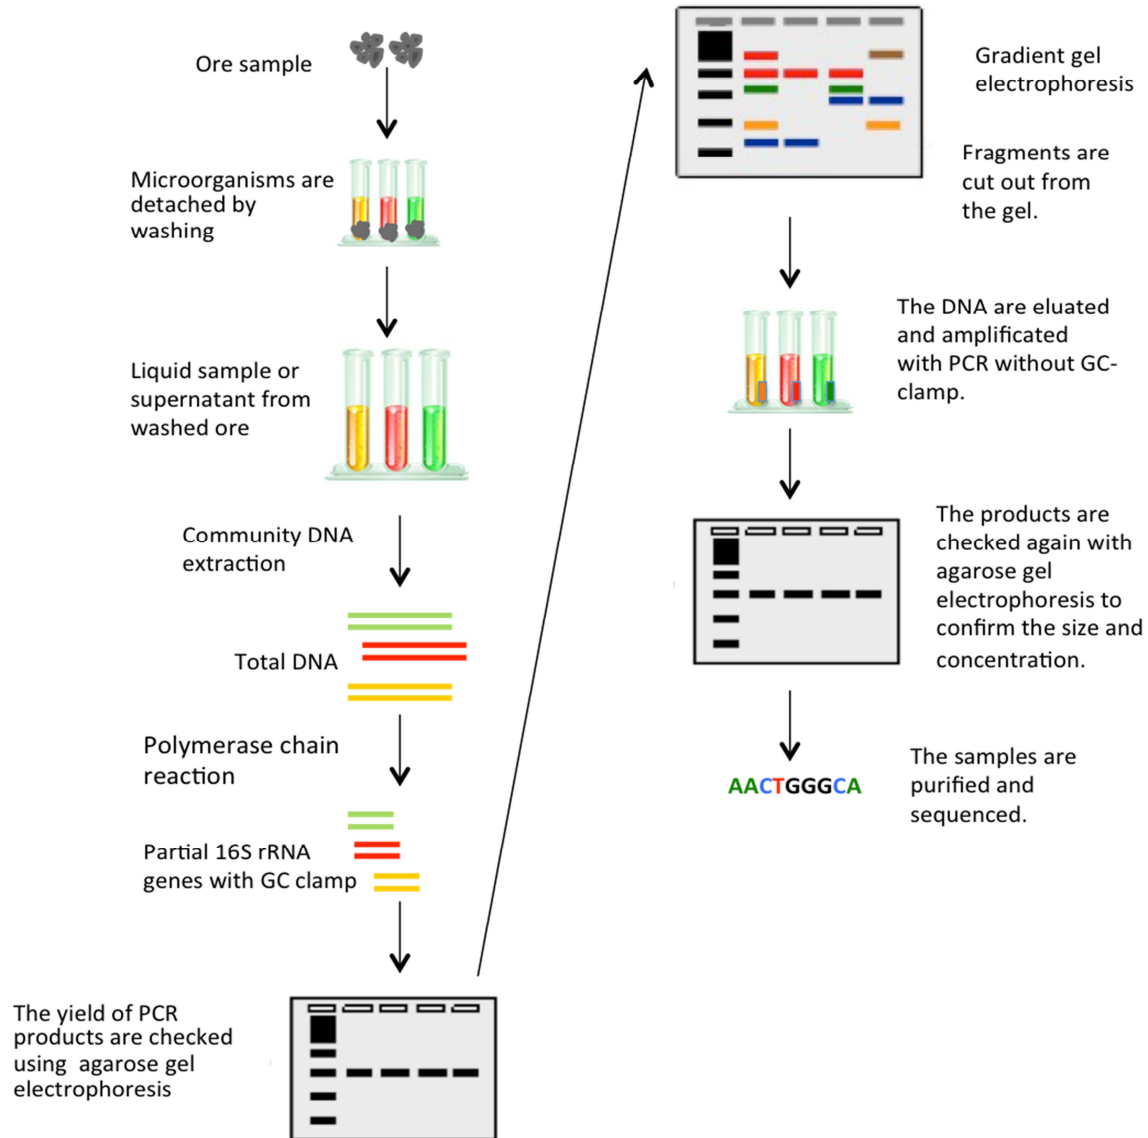 Ore sample
Microorganisms are
detached by
washing
Liquid sample or
supernatant from
washed ore
Community DNA
extraction
Total DNA
Polymerase chain
reaction
Partial 16S rRNA
genes with GC clamp
The yield of PCR
products are checked
using agarose gel
electrophoresis
Gradient gel
electrophoresis
Fragments are
cut out from
the gel.
The DNA are eluated
and amplificated
with PCR without GC-
clamp.
The products are
checked again with
agarose gel
electrophoresis to
confirm the size and
concentration.
AACTGGGCA
The samples are
purified and
sequenced.